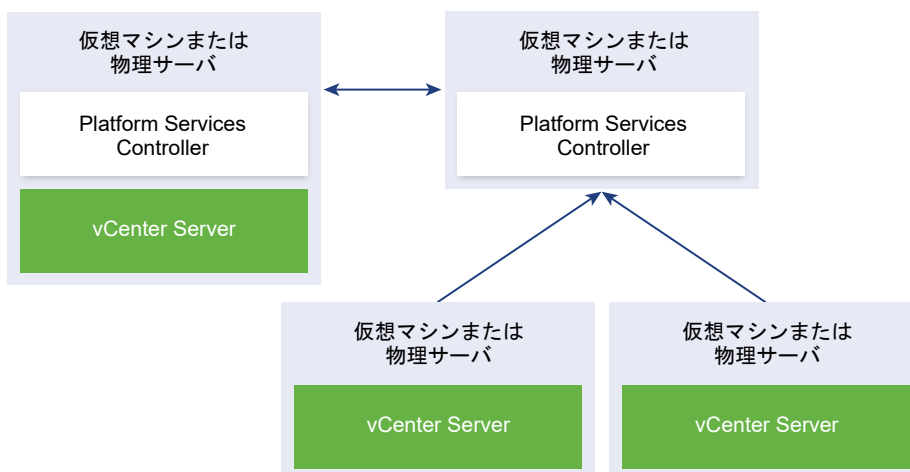 仮想マシンまたは
物理サーバ
Platform Services
Controller
vCenter Server
仮想マシンまたは
物理サーバ
Platform Services
Controller
仮想マシンまたは
物理サーバ
vCenter Server
仮想マシンまたは
物理サーバ
vCenter Server